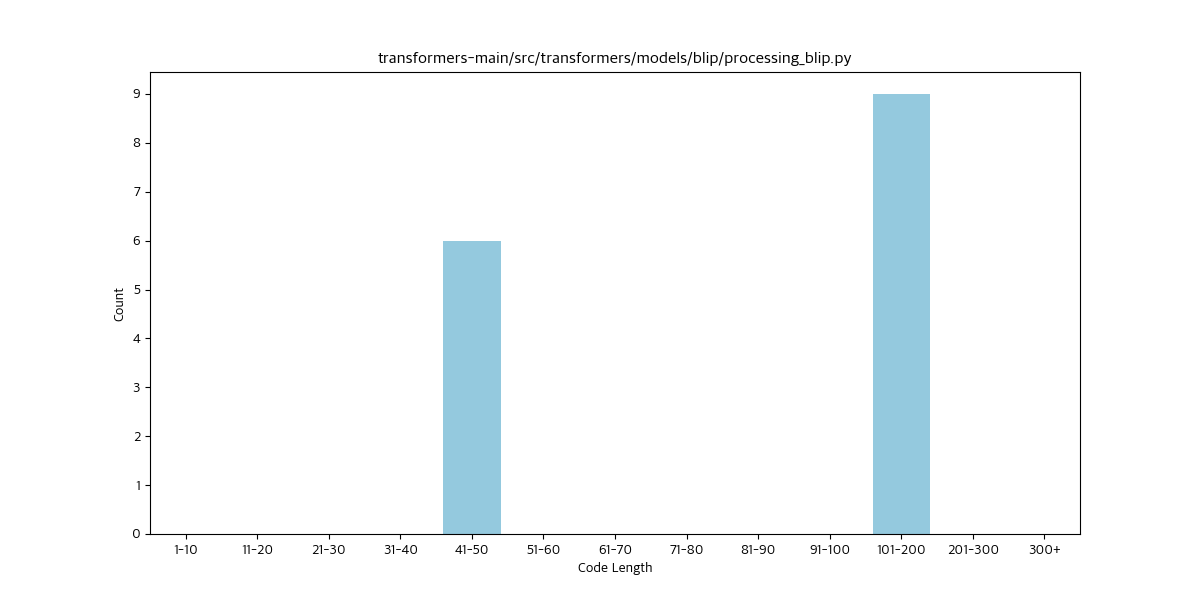 transformers-main/src/transformers/models/blip/processing_blip.py
9
8
7
6
5
4
3
2
1
0
Count
1-10 11-20 21-30 31-40 41-50 51-60 61-70 71-80 81-90 91-100 101-200 201-300 300+
Code Length